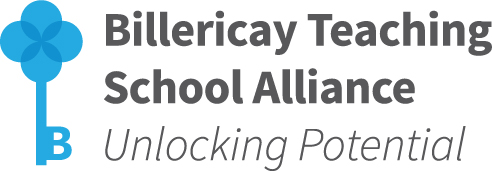 Billericay Teaching
School Alliance
B Unlocking Potential